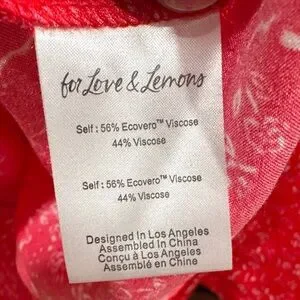 for Love & Lemons
Self : 56% Ecovero™ Viscose
44% Viscose
Self : 56% Ecovero™ Viscose
44% Viscose
Designed In Los Angeles
Assembled In China
Conçu à Los Angeles
Assemblé en Chine